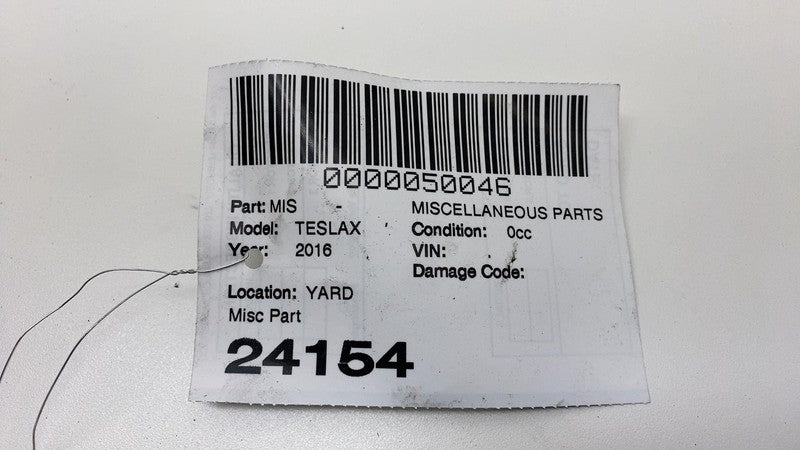 0000050046
Part: MIS - MISCELLANEOUS PARTS
Model: TESLAX Condition: 0cc
Year: 2016 VIN:
Damage Code:
Location: YARD
Misc Part
24154